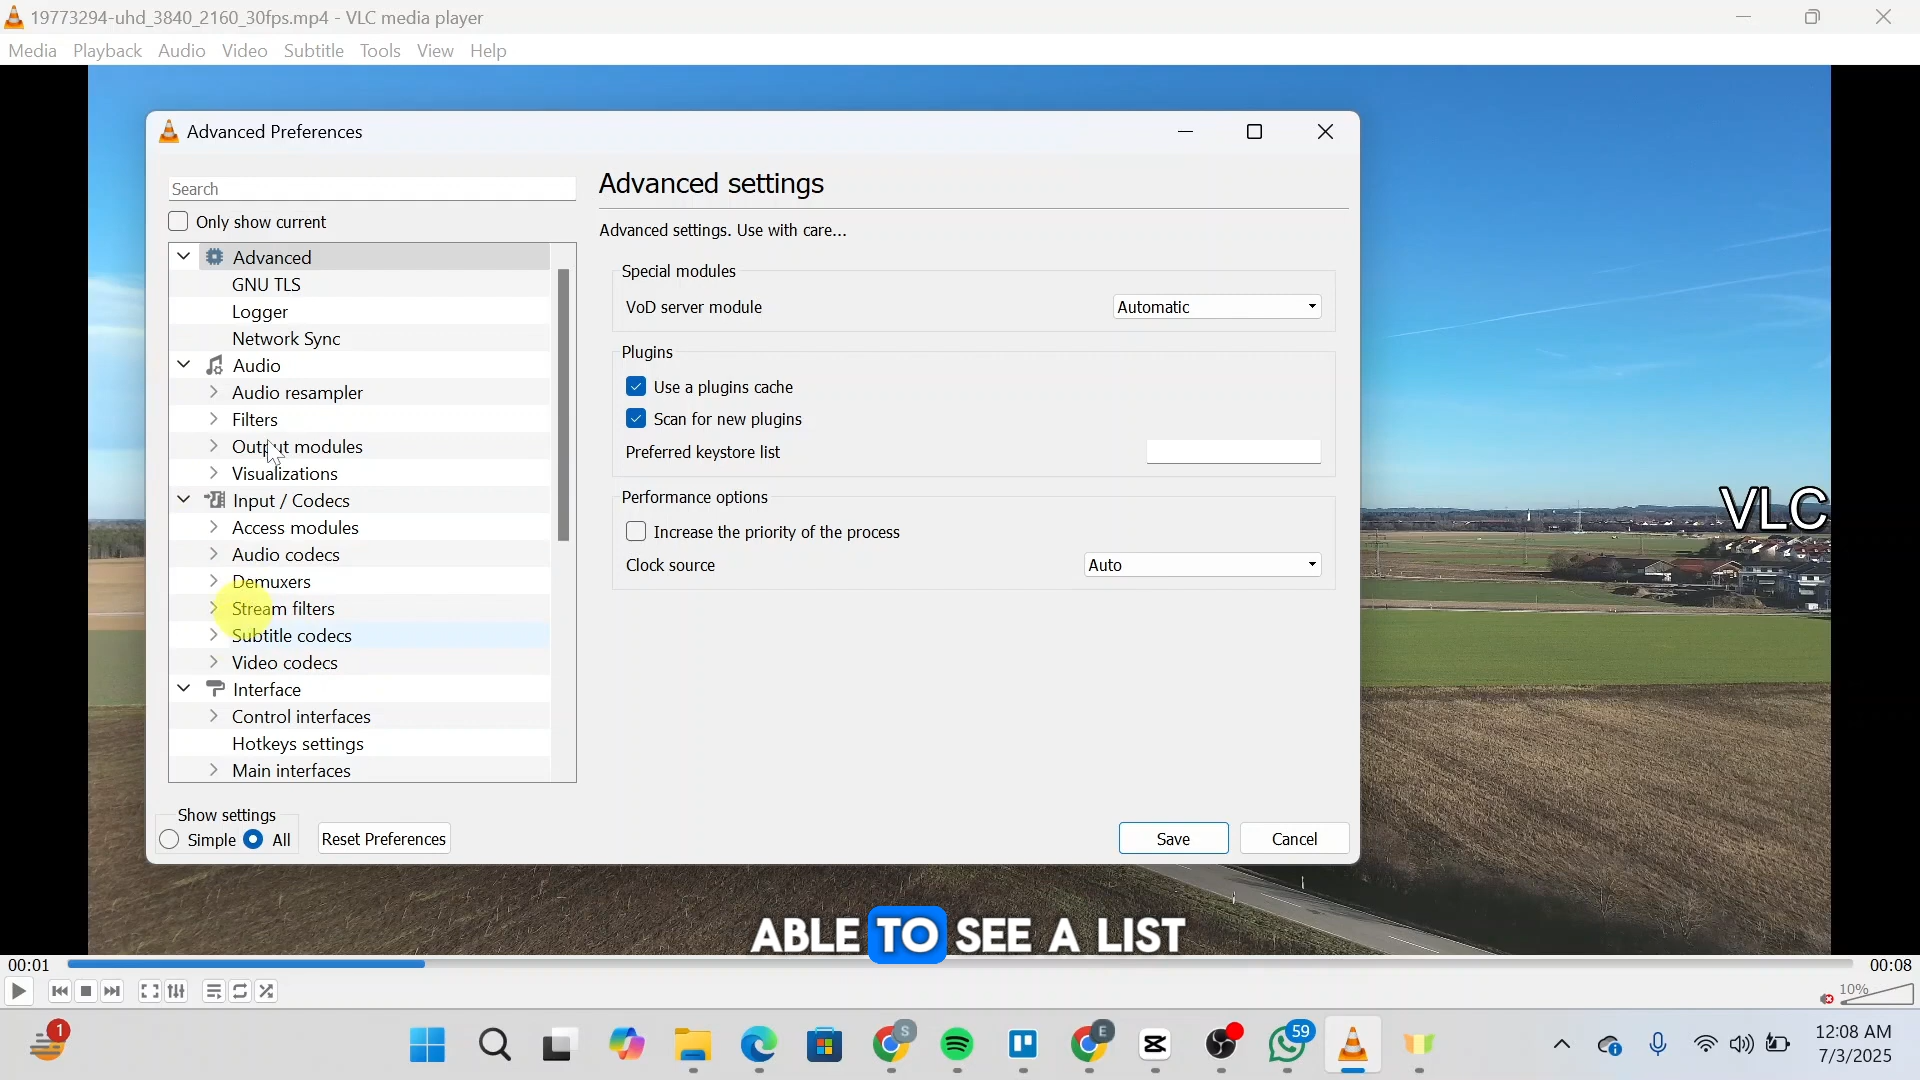 19773294-uhd_3840_2160_30fps.mp4 - VLC media player
Media Playback Audio Video Subtitle Tools View Help
Advanced Preferences
Search
Only show current
Advanced
GNU TLS
Logger
Network Sync
Audio
Audio resampler
Filters
Output modules
Visualizations
Input / Codecs
Access modules
Audio codecs
Demuxers
Stream filters
Subtitle codecs
Video codecs
Interface
Control interfaces
Hotkeys settings
Main interfaces
Show settings
Simple All
Reset Preferences
Advanced settings
Advanced settings. Use with care...
Special modules
VoD server module Automatic
Plugins
Use a plugins cache
Scan for new plugins
Preferred keystore list
Performance options
Increase the priority of the process
Clock source Auto
Save Cancel
VLC
ABLE TO SEE A LIST
00:01 00:08
10%
1
S
E
59
12:08 AM
7/3/2025